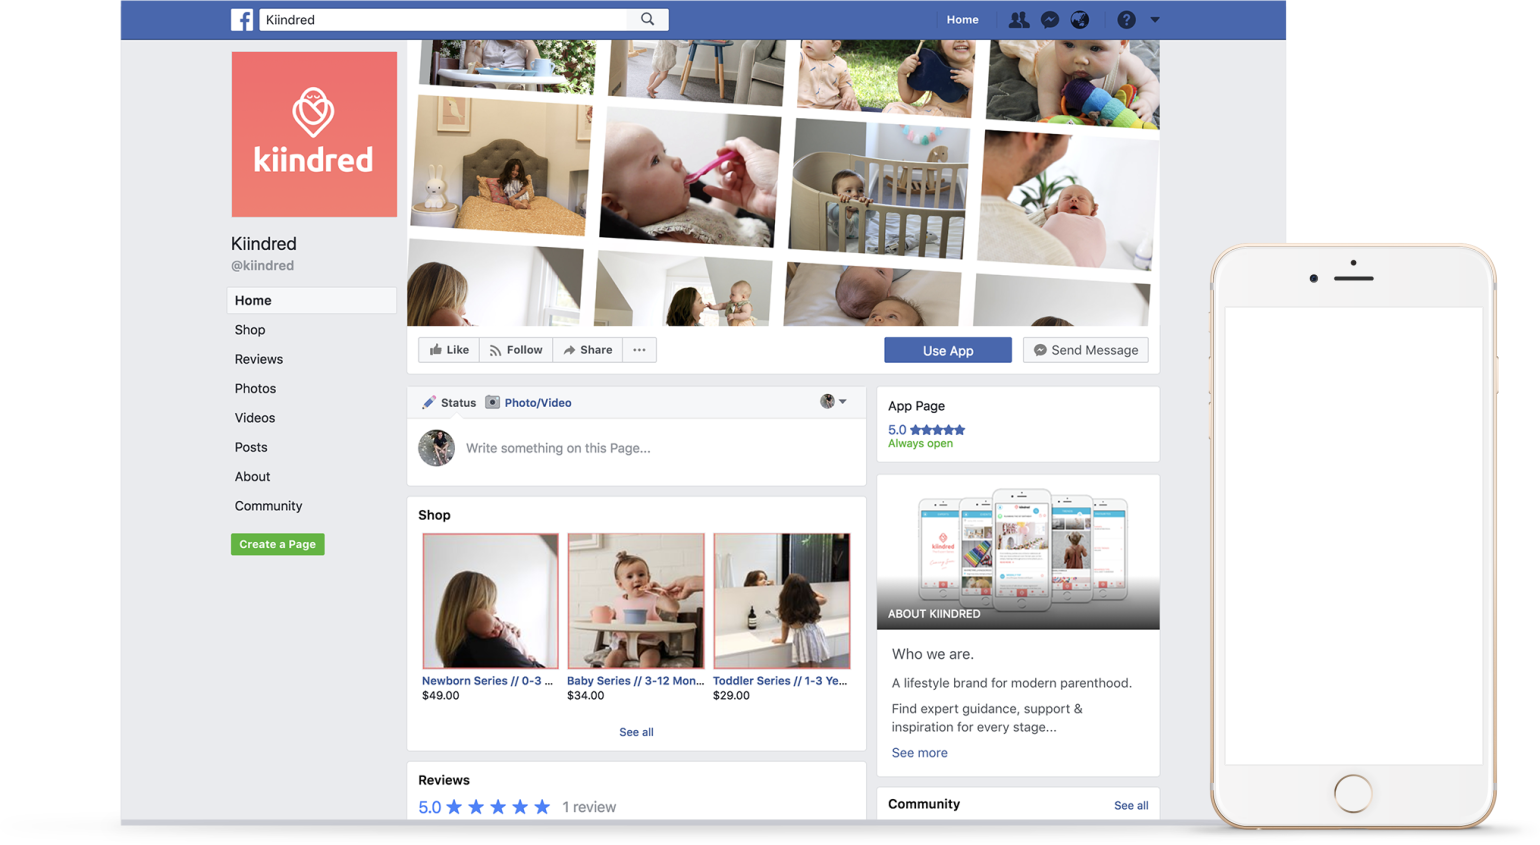 Kiindred
Home
?
kiindred
Kiindred
@kiindred
Home
Shop
Reviews
Photos
Videos
Posts
About
Community
Create a Page
Like
Follow
Share
Use App
Send Message
Status
Photo/Video
Write something on this Page...
Shop
Newborn Series // 0-3 ...
$49.00
Baby Series // 3-12 Mon...
$34.00
Toddler Series // 1-3 Ye...
$29.00
See all
Reviews
5.0
1 review
App Page
5.0
Always open
kiindred
ABOUT KIINDRED
Who we are.
A lifestyle brand for modern parenthood.
Find expert guidance, support &
inspiration for every stage...
See more
Community
See all